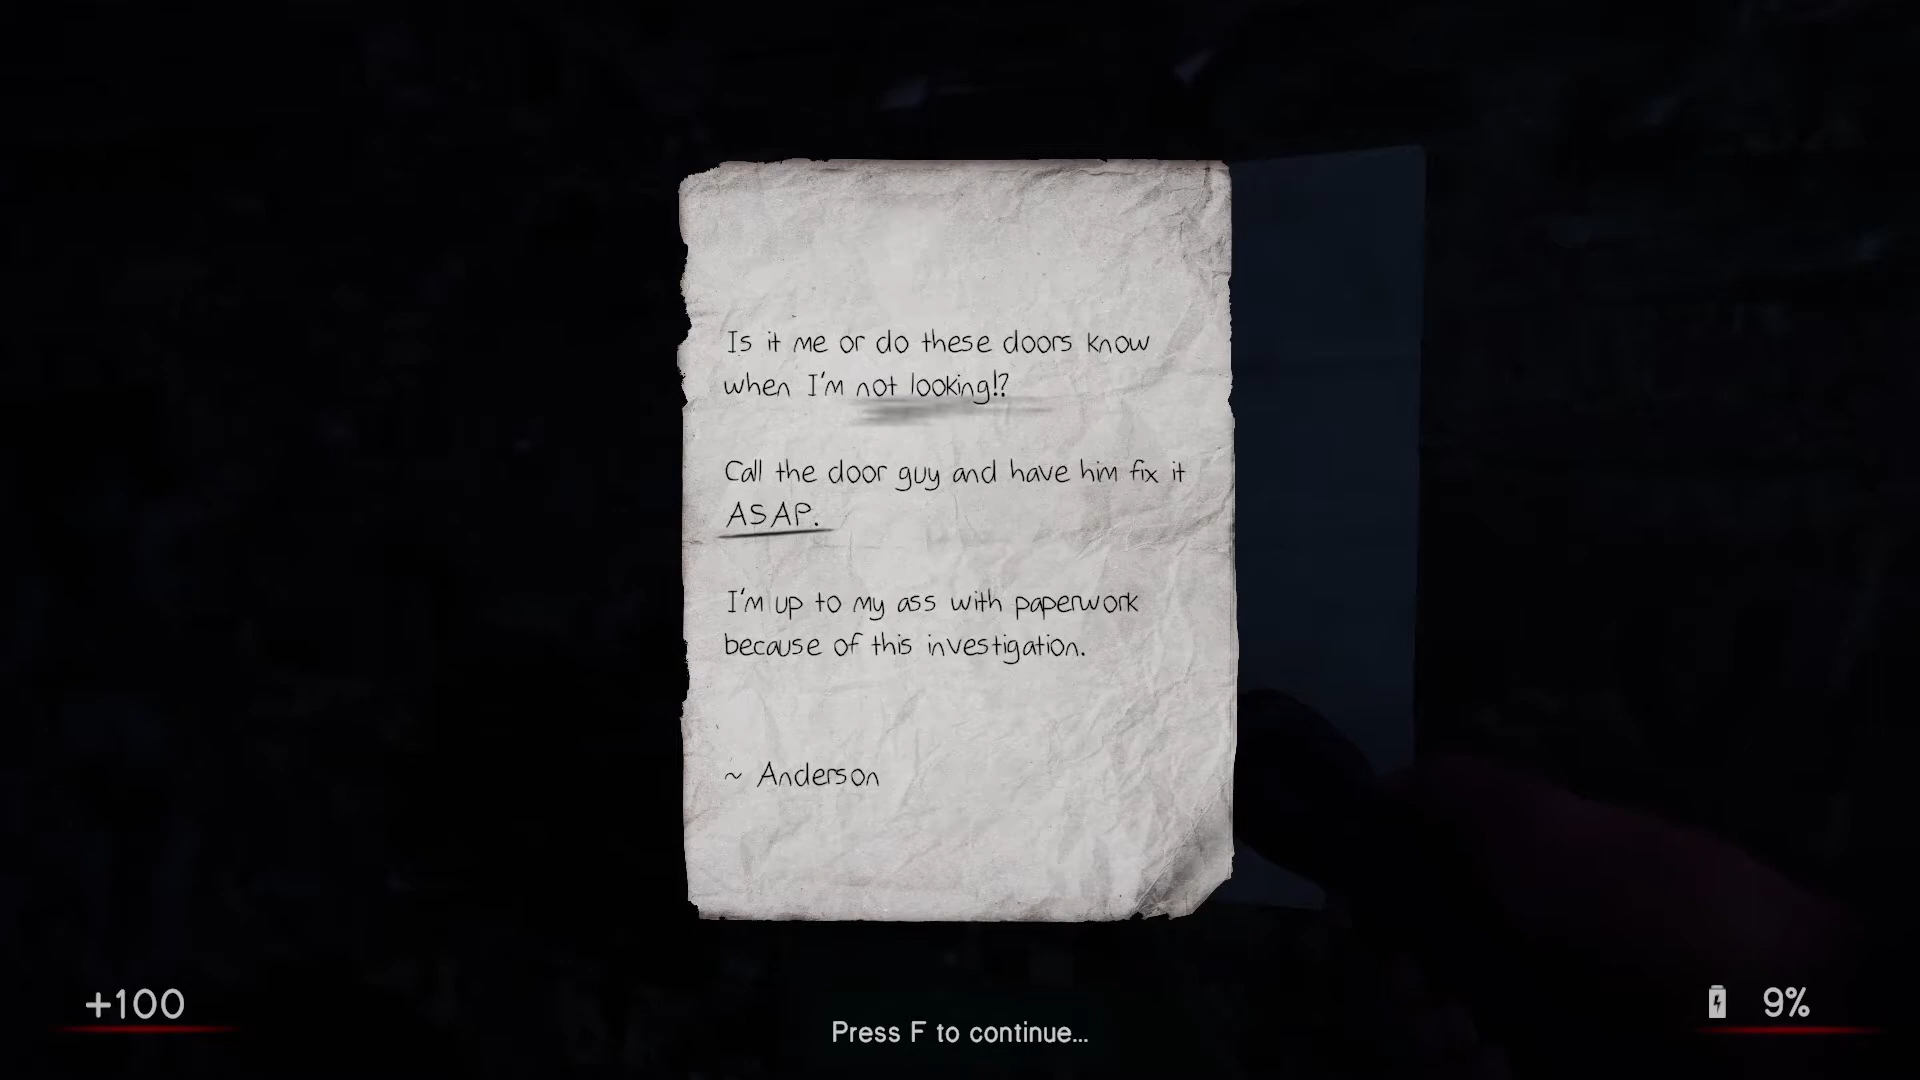 Is it me or do these doors know
when I'm not looking!?
Call the door guy and have him fix it
ASAP.
I'm up to my ass with paperwork
because of this investigation.
~ Anderson
+100
9%
Press F to continue...